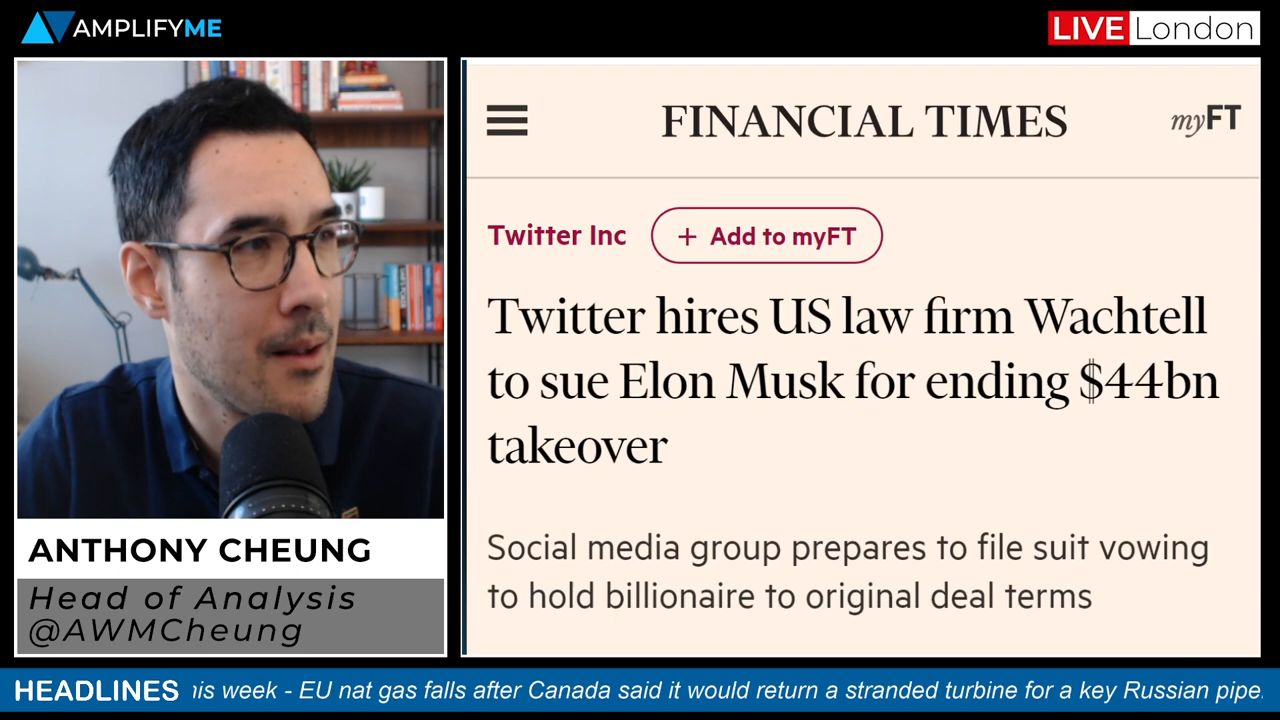 AMPLIFYME
LIVE London
FINANCIAL TIMES
myFT
Twitter Inc
+ Add to myFT
Twitter hires US law firm Wachtell
to sue Elon Musk for ending $44bn
takeover
Social media group prepares to file suit vowing
to hold billionaire to original deal terms
ANTHONY CHEUNG
Head of Analysis
@AWMCheung
HEADLINES his week - EU nat gas falls after Canada said it would return a stranded turbine for a key Russian pipe